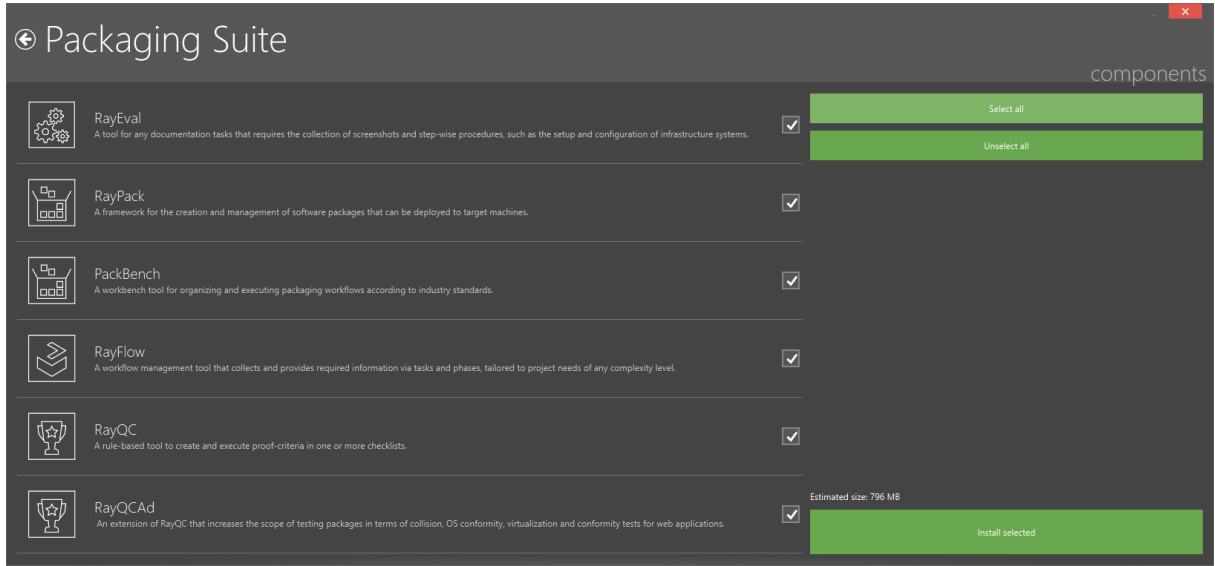 Packaging Suite
components
RayEval
A tool for any documentation tasks that requires the collection of screenshots and step-wise procedures, such as the setup and configuration of infrastructure systems.
RayPack
A framework for the creation and management of software packages that can be deployed to target machines.
PackBench
A workbench tool for organizing and executing packaging workflows according to industry standards.
RayFlow
A workflow management tool that collects and provides required information via tasks and phases, tailored to project needs of any complexity level.
RayQC
A rule-based tool to create and execute proof-criteria in one or more checklists.
RayQCAd
An extension of RayQC that increases the scope of testing packages in terms of collision, OS conformity, virtualization and conformity tests for web applications.
Select all
Unselect all
Estimated size: 796 MB
Install selected